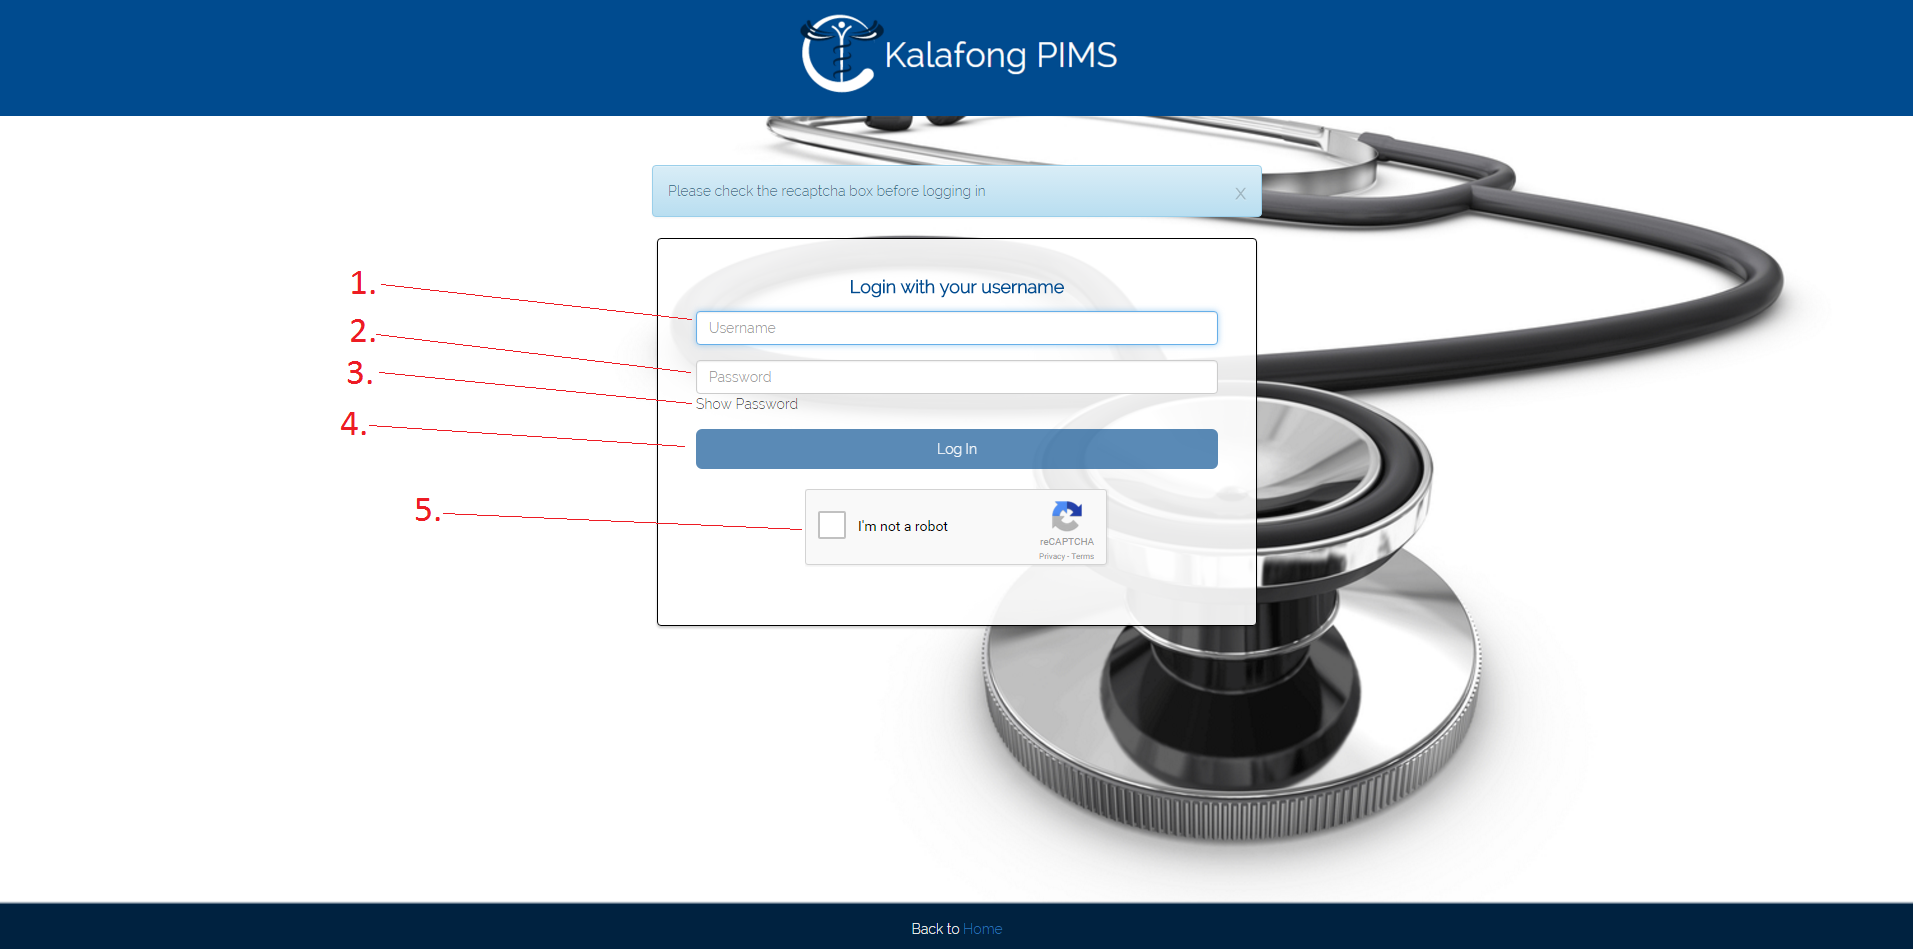 Kalafong PIMS
Please check the recaptcha box before logging in
X
Login with your username
1.
Username
2.
Password
3.
Show Password
4.
Log In
5.
I'm not a robot
reCAPTCHA
Privacy - Terms
Back to Home